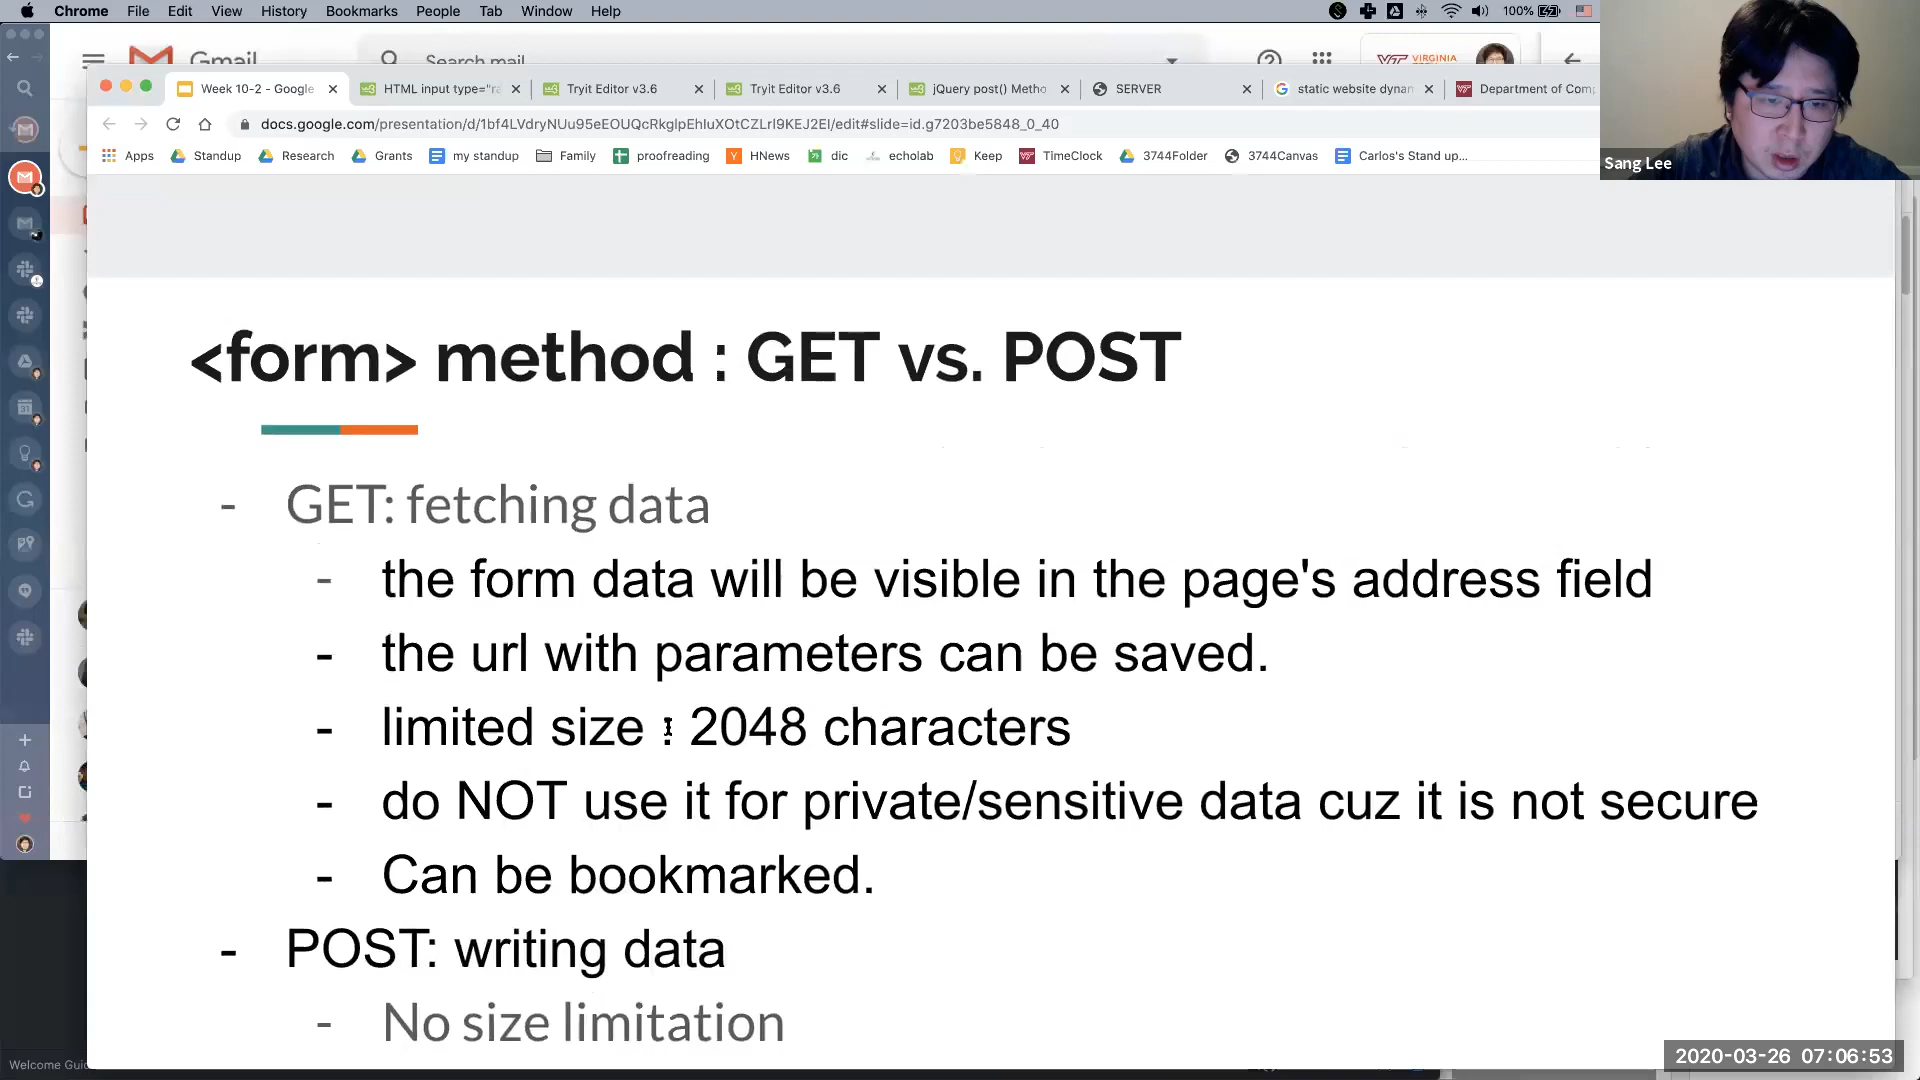 Chrome File Edit View History Bookmarks People Tab Window Help 100%
Gmail Search mail VIRGINIA
Week 10-2 - Google HTML input type="ra Tryit Editor v3.6 Tryit Editor v3.6 jQuery post() Metho SERVER static website dynan Department of Comp
docs.google.com/presentation/d/1bf4LVdryNUu95eEOUQcRkglpEhIuXOtCZLrI9KEJ2EI/edit#slide=id.g7203be5848_0_40
Apps Standup Research Grants my standup Family proofreading HNews dic echolab Keep TimeClock 3744Folder 3744Canvas Carlos's Stand up...
Sang Lee
<form> method : GET vs. POST
- GET: fetching data
- the form data will be visible in the page's address field
- the url with parameters can be saved.
- limited size : 2048 characters
- do NOT use it for private/sensitive data cuz it is not secure
- Can be bookmarked.
- POST: writing data
- No size limitation
Welcome Gui
2020-03-26 07:06:53